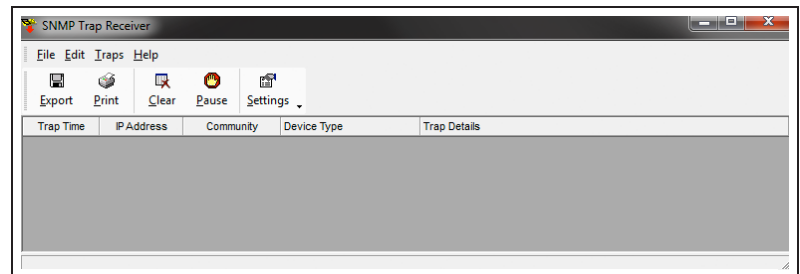 SNMP Trap Receiver
File Edit Traps Help
Export Print Clear Pause Settings
Trap Time IP Address Community Device Type Trap Details